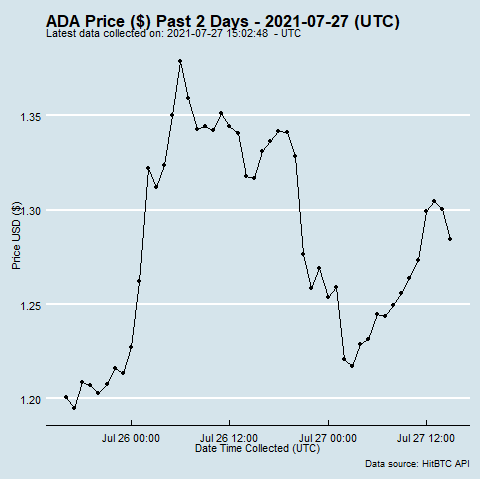 ADA Price ($) Past 2 Days - 2021-07-27 (UTC)
Latest data collected on: 2021-07-27 15:02:48 - UTC
1.35
1.30
1.25
1.20
Price USD ($)
Jul 26 00:00
Jul 26 12:00
Jul 27 00:00
Jul 27 12:00
Date Time Collected (UTC)
Data source: HitBTC API